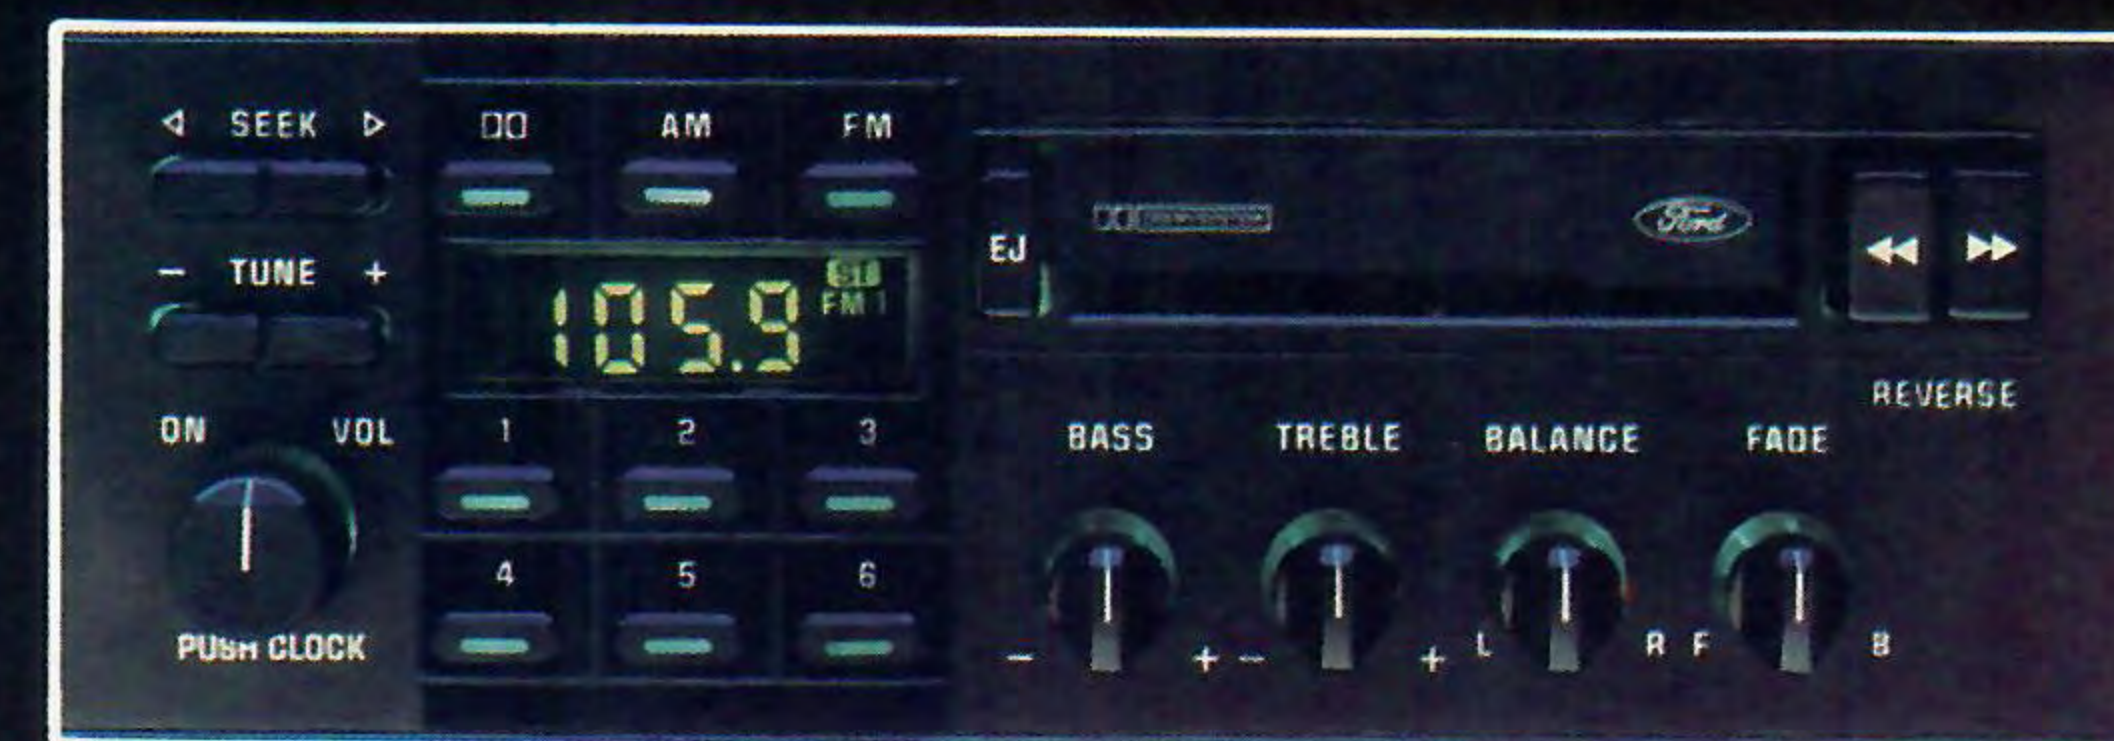 ◁ SEEK ▷
AM
FM
− TUNE +
105.9
ST
FM 1
ON VOL
1 2 3
4 5 6
PUSH CLOCK
EJ
Ford
◀◀ ▶▶
REVERSE
BASS TREBLE BALANCE FADE
− + − + L R F B